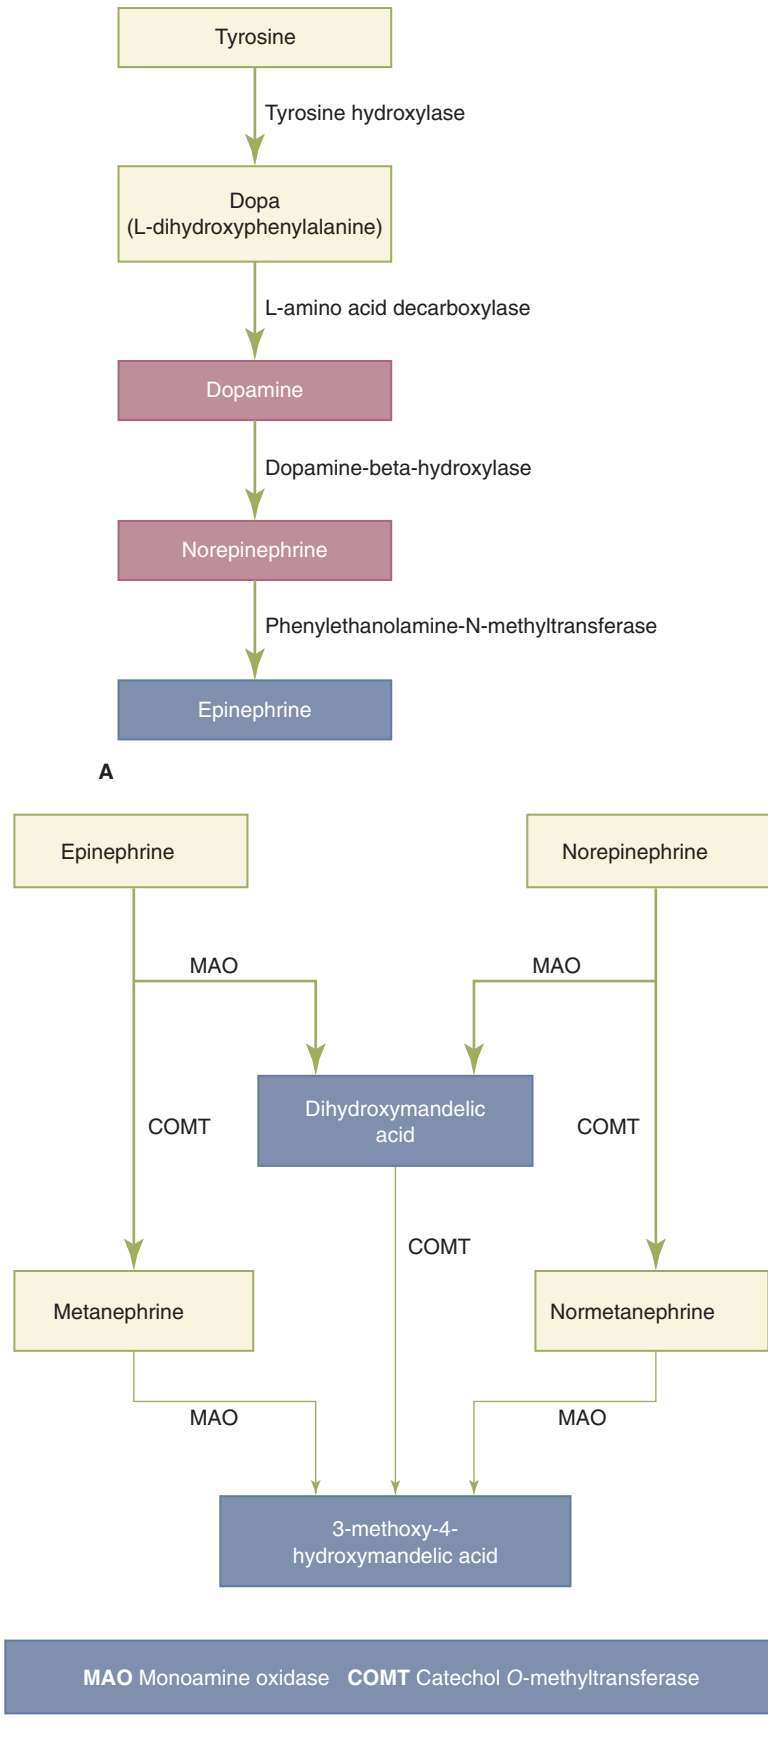 Tyrosine
Tyrosine hydroxylase
Dopa
(L-dihydroxyphenylalanine)
L-amino acid decarboxylase
Dopamine
Dopamine-beta-hydroxylase
Norepinephrine
Phenylethanolamine-N-methyltransferase
Epinephrine
A
Epinephrine
Norepinephrine
MAO
MAO
Dihydroxymandelic
acid
COMT
COMT
COMT
Metanephrine
Normetanephrine
MAO
MAO
3-methoxy-4-
hydroxymandelic acid
MAO Monoamine oxidase COMT Catechol O-methyltransferase